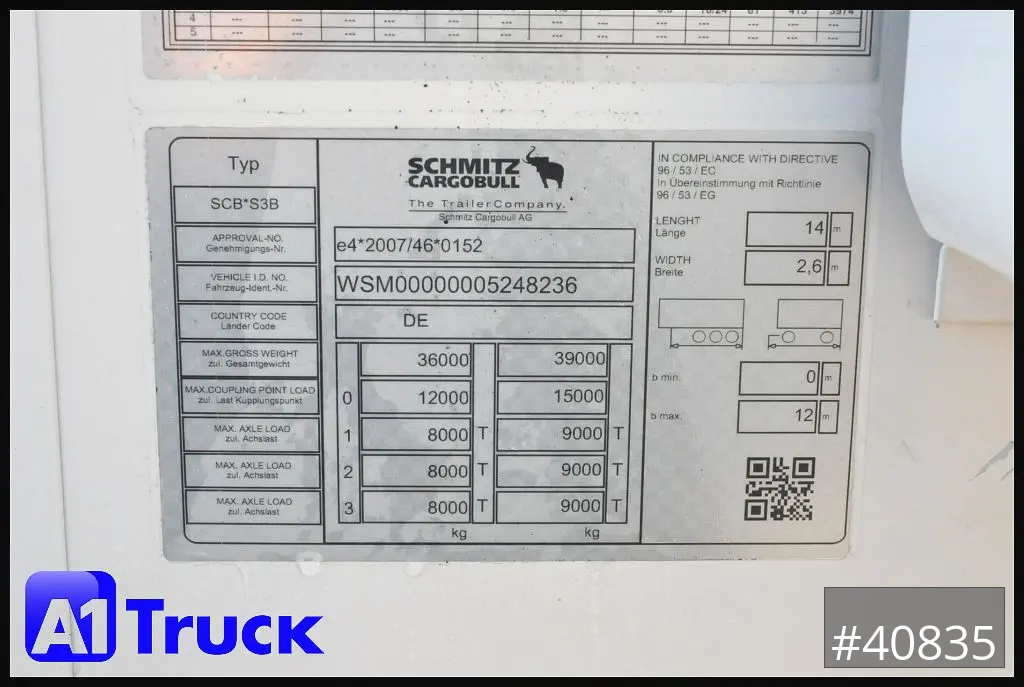 4 --- --- --- --- --- --- ---
5 --- --- --- --- --- --- --- --- --- --- --- ---
Typ
SCB*S3B
APPROVAL-NO.
Genehmigungs-Nr.
VEHICLE I.D. NO.
Fahrzeug-Ident.-Nr.
COUNTRY CODE
Länder Code
MAX.GROSS WEIGHT
zul. Gesamtgewicht
MAX.COUPLING POINT LOAD
zul. Last Kupplungspunkt
MAX. AXLE LOAD
zul. Achslast
MAX. AXLE LOAD
zul. Achslast
MAX. AXLE LOAD
zul. Achslast
SCHMITZ
CARGOBULL
The TrailerCompany.
Schmitz Cargobull AG
e4*2007/46*0152
WSM00000005248236
DE
36000 39000
0 12000 15000
1 8000 T 9000 T
2 8000 T 9000 T
3 8000 T 9000 T
kg kg
IN COMPLIANCE WITH DIRECTIVE
96 / 53 / EC
In Übereinstimmung mit Richtlinie
96 / 53 / EG
LENGHT
Länge
14 m
WIDTH
Breite
2,6 m
b min. 0 m
b max. 12 m
A1 Truck
#40835